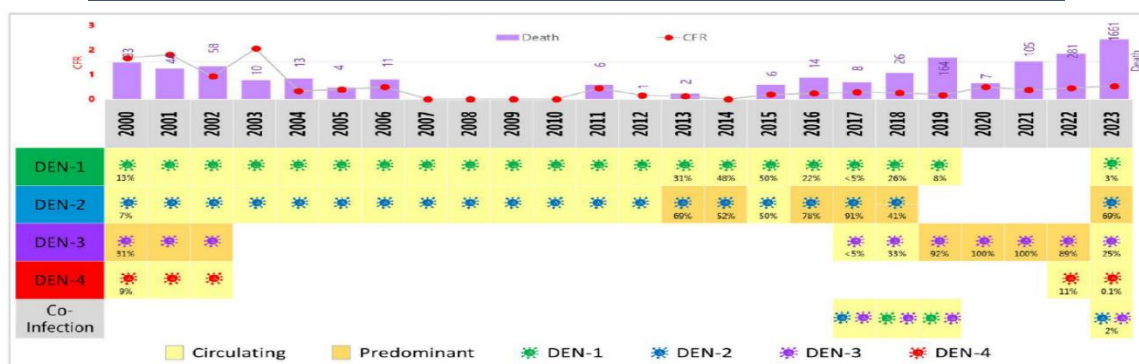 3
2
1
0
CFR
Death
CFR
Death
58
10
13
4
11
6
1
2
6
14
8
26
164
7
105
281
1661
2000 2001 2002 2003 2004 2005 2006 2007 2008 2009 2010 2011 2012 2013 2014 2015 2016 2017 2018 2019 2020 2021 2022 2023
DEN-1
13% 31% 48% 50% 22% <5% 26% 8% 3%
DEN-2
7% 69% 52% 50% 78% 91% 41% 69%
DEN-3
31% <5% 33% 92% 100% 100% 89% 25%
DEN-4
9% 11% 0.1%
Co-
Infection
2%
Circulating Predominant DEN-1 DEN-2 DEN-3 DEN-4